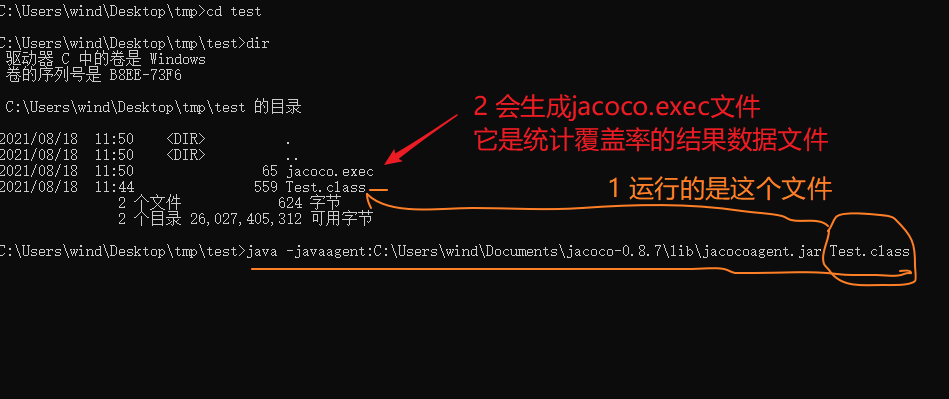 C:\Users\wind\Desktop\tmp>cd test
C:\Users\wind\Desktop\tmp\test>dir
驱动器 C 中的卷是 Windows
卷的序列号是 B8EE-73F6
C:\Users\wind\Desktop\tmp\test 的目录
2 会生成jacoco.exec文件
它是统计覆盖率的结果数据文件
2021/08/18  11:50    <DIR>          .
2021/08/18  11:50    <DIR>          ..
2021/08/18  11:50                65 jacoco.exec
2021/08/18  11:44               559 Test.class
1 运行的是这个文件
2 个文件            624 字节
2 个目录 26,027,405,312 可用字节
C:\Users\wind\Desktop\tmp\test>java -javaagent:C:\Users\wind\Documents\jacoco-0.8.7\lib\jacocoagent.jar Test.class